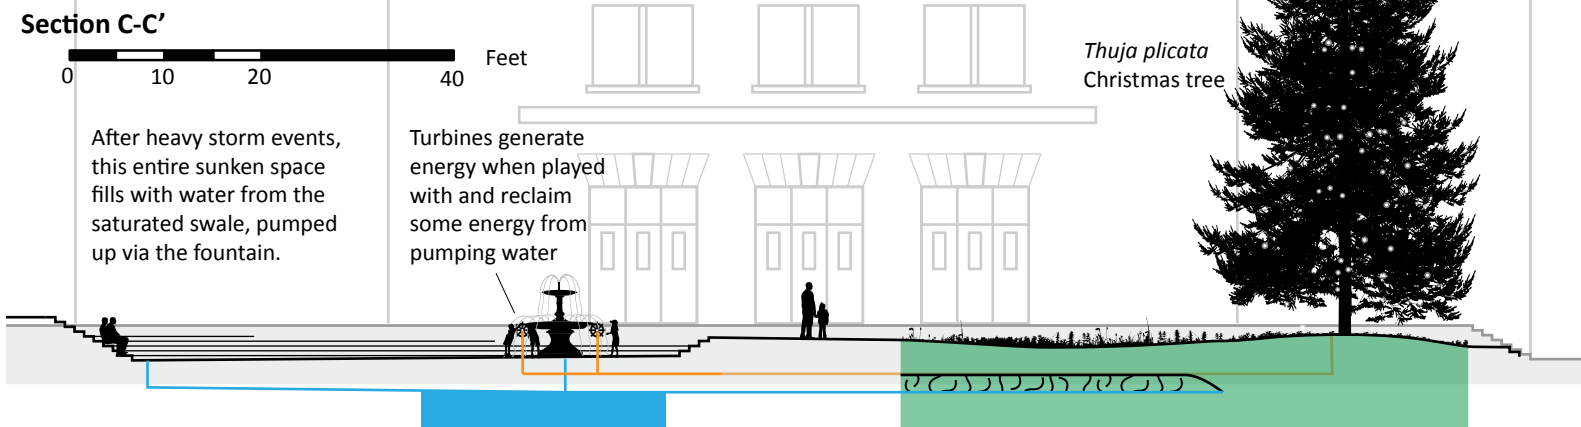 Section C-C’
Feet
0 10 20 40
After heavy storm events,
this entire sunken space
fills with water from the
saturated swale, pumped
up via the fountain.
Turbines generate
energy when played
with and reclaim
some energy from
pumping water
Thuja plicata
Christmas tree